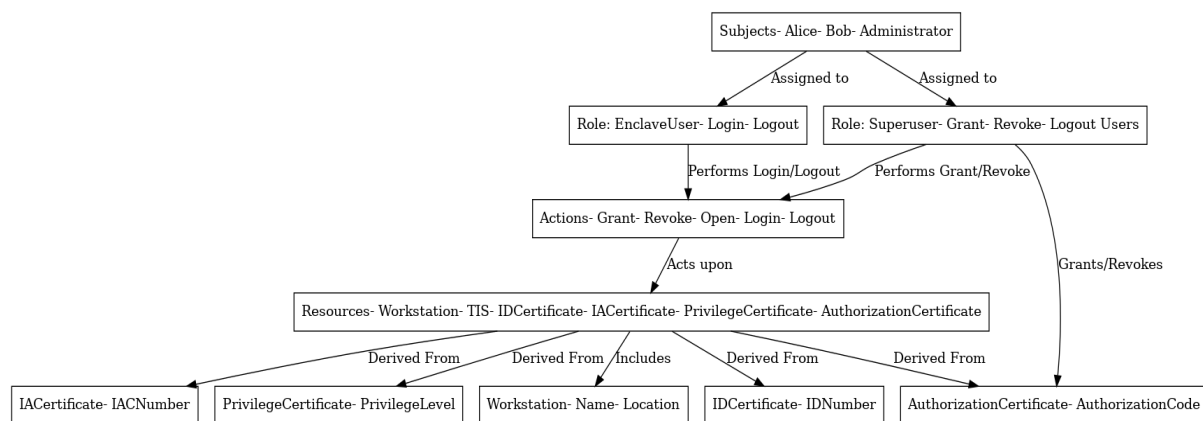 Subjects- Alice- Bob- Administrator
Assigned to
Assigned to
Role: EnclaveUser- Login- Logout
Role: Superuser- Grant- Revoke- Logout Users
Performs Login/Logout
Performs Grant/Revoke
Actions- Grant- Revoke- Open- Login- Logout
Acts upon
Grants/Revokes
Resources- Workstation- TIS- IDCertificate- IACertificate- PrivilegeCertificate- AuthorizationCertificate
Derived From
Derived From
Includes
Derived From
Derived From
IACertificate- IACNumber
PrivilegeCertificate- PrivilegeLevel
Workstation- Name- Location
IDCertificate- IDNumber
AuthorizationCertificate- AuthorizationCode